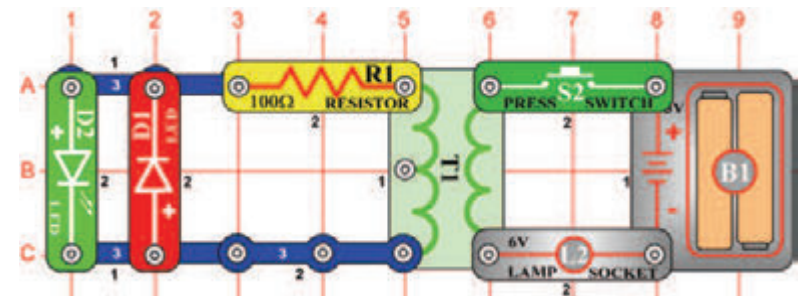 1 2 3 4 5 6 7 8 9
A
B
C
1
3
+ D2 LED
2
D1 LED +
2
R1
100Ω RESISTOR
2
1
T1
S2
PRESS SWITCH
2
1
+
-
B1
3
1
3
2
6V
L2
LAMP SOCKET
2